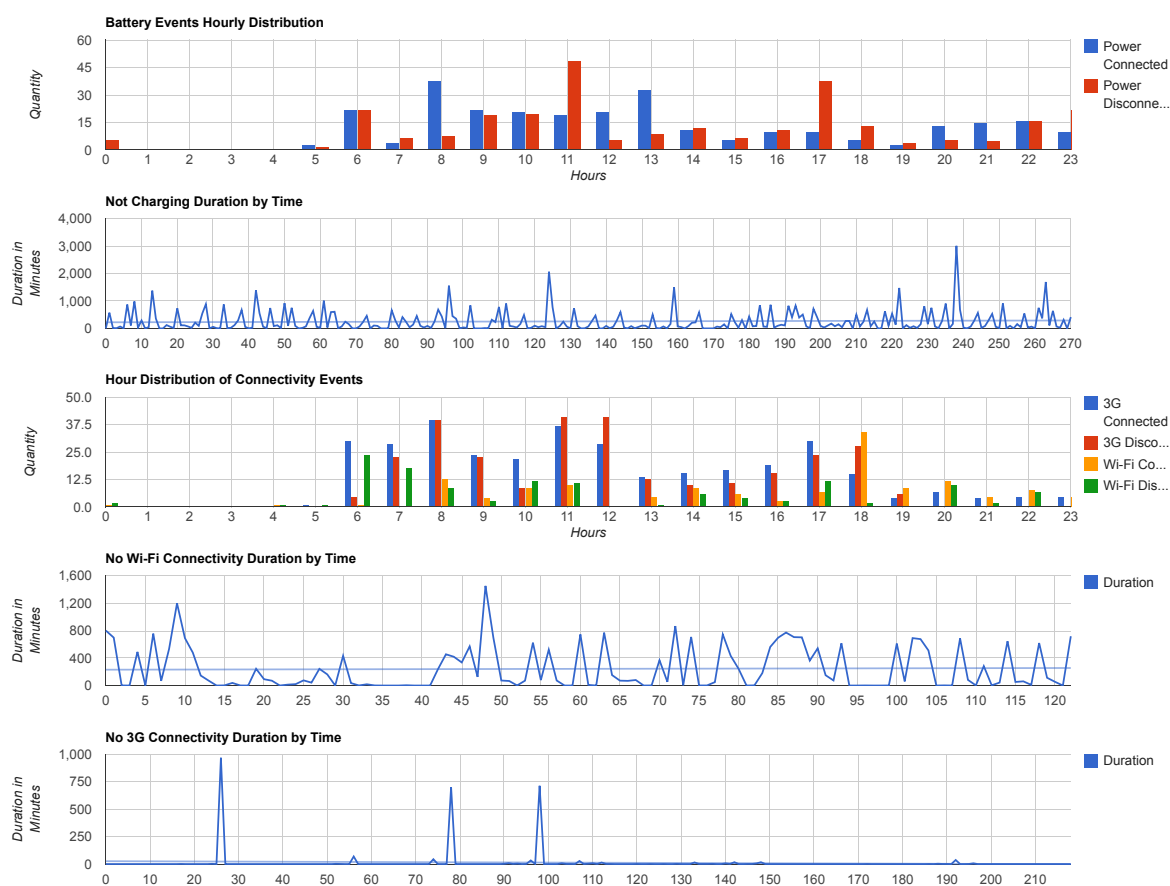 Battery Events Hourly Distribution
60
45
30
15
0
Quantity
0 1 2 3 4 5 6 7 8 9 10 11 12 13 14 15 16 17 18 19 20 21 22 23
Hours
Power
Connected
Power
Disconne...
Not Charging Duration by Time
4,000
3,000
2,000
1,000
0
Duration in
Minutes
0 10 20 30 40 50 60 70 80 90 100 110 120 130 140 150 160 170 180 190 200 210 220 230 240 250 260 270
Hour Distribution of Connectivity Events
50.0
37.5
25.0
12.5
0.0
Quantity
0 1 2 3 4 5 6 7 8 9 10 11 12 13 14 15 16 17 18 19 20 21 22 23
Hours
3G
Connected
3G Disco...
Wi-Fi Co...
Wi-Fi Dis...
No Wi-Fi Connectivity Duration by Time
1,600
1,200
800
400
0
Duration in
Minutes
0 5 10 15 20 25 30 35 40 45 50 55 60 65 70 75 80 85 90 95 100 105 110 115 120
Duration
No 3G Connectivity Duration by Time
1,000
750
500
250
0
Duration in
Minutes
0 10 20 30 40 50 60 70 80 90 100 110 120 130 140 150 160 170 180 190 200 210
Duration